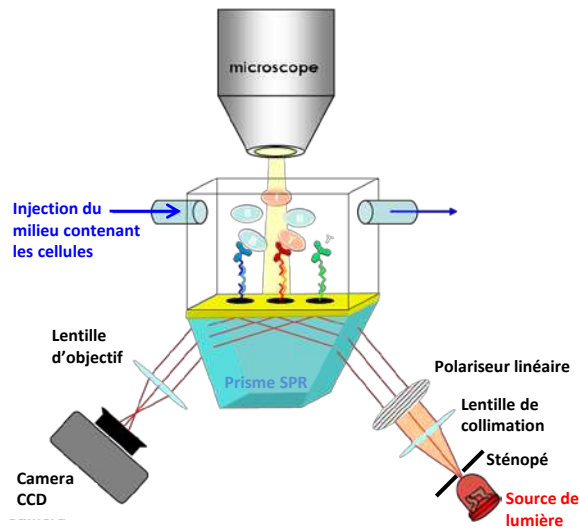 microscope
Injection du
milieu contenant
les cellules
Lentille
d’objectif
Prisme SPR
Polariseur linéaire
Lentille de
collimation
Sténopé
Camera
CCD
Source de
lumière